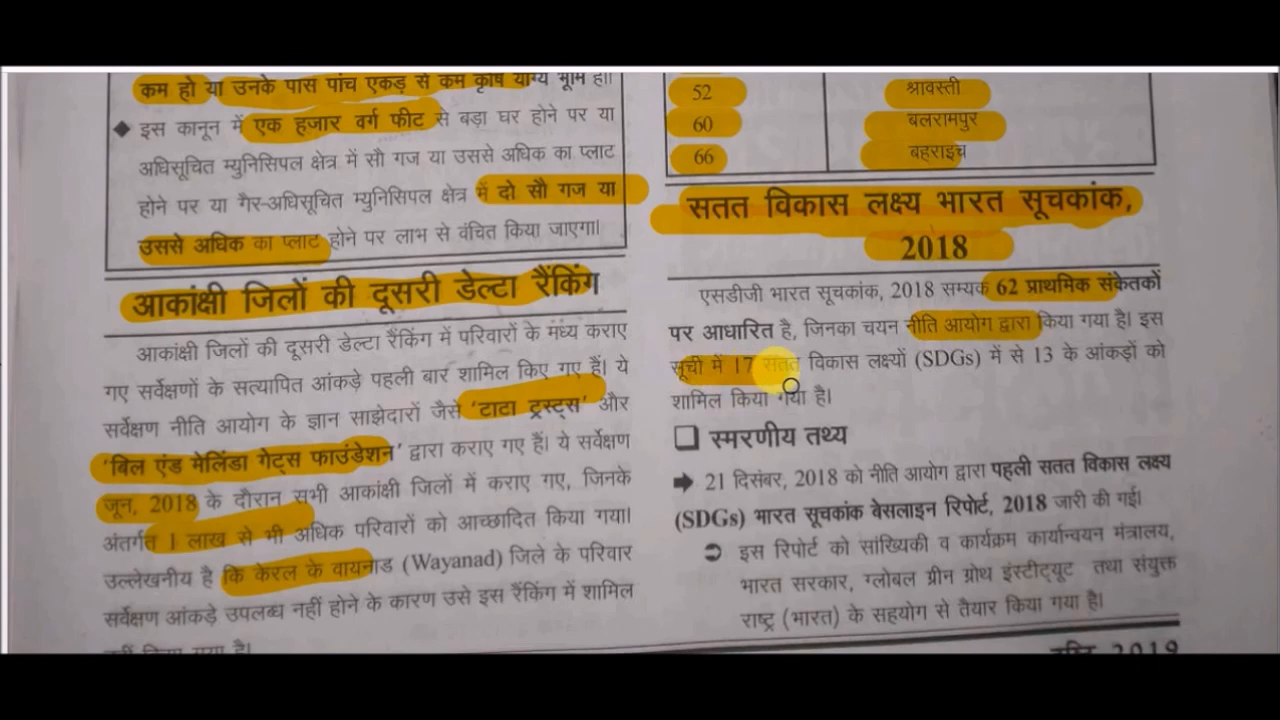 कम हो या उनके पास पांच एकड़ से कम कृषि योग्य भूमि हो।
◆ इस कानून में एक हजार वर्ग फीट से बड़ा घर होने पर या
अधिसूचित म्युनिसिपल क्षेत्र में सौ गज या उससे अधिक का प्लाट
होने पर या गैर-अधिसूचित म्युनिसिपल क्षेत्र में दो सौ गज या
उससे अधिक का प्लाट होने पर लाभ से वंचित किया जाएगा।
आकांक्षी जिलों की दूसरी डेल्टा रैंकिंग
आकांक्षी जिलों की दूसरी डेल्टा रैंकिंग में परिवारों के मध्य कराए
गए सर्वेक्षणों के सत्यापित आंकड़े पहली बार शामिल किए गए हैं। ये
सर्वेक्षण नीति आयोग के ज्ञान साझेदारों जैसे 'टाटा ट्रस्ट्स' और
'बिल एंड मेलिंडा गेट्स फाउंडेशन' द्वारा कराए गए हैं। ये सर्वेक्षण
जून, 2018 के दौरान सभी आकांक्षी जिलों में कराए गए, जिनके
अंतर्गत 1 लाख से भी अधिक परिवारों को आच्छादित किया गया।
उल्लेखनीय है कि केरल के वायनाड (Wayanad) जिले के परिवार
सर्वेक्षण आंकड़े उपलब्ध नहीं होने के कारण उसे इस रैंकिंग में शामिल
52 श्रावस्ती
60 बलरामपुर
66 बहराइच
सतत विकास लक्ष्य भारत सूचकांक,
2018
एसडीजी भारत सूचकांक, 2018 सम्यक 62 प्राथमिक संकेतकों
पर आधारित है, जिनका चयन नीति आयोग द्वारा किया गया है। इस
सूची में 17 सतत विकास लक्ष्यों (SDGs) में से 13 के आंकड़ों को
शामिल किया गया है।
❑ स्मरणीय तथ्य
➡ 21 दिसंबर, 2018 को नीति आयोग द्वारा पहली सतत विकास लक्ष्य
(SDGs) भारत सूचकांक बेसलाइन रिपोर्ट, 2018 जारी की गई।
➲ इस रिपोर्ट को सांख्यिकी व कार्यक्रम कार्यान्वयन मंत्रालय,
भारत सरकार, ग्लोबल ग्रीन ग्रोथ इंस्टीट्यूट तथा संयुक्त
राष्ट्र (भारत) के सहयोग से तैयार किया गया है।
2019